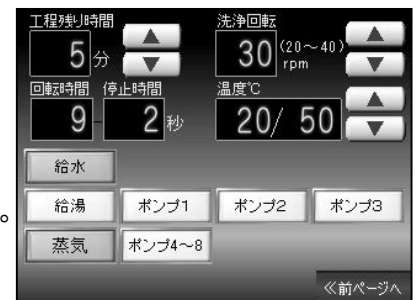 工程残り時間
5分
洗浄回転
30 (20～40) rpm
回転時間 停止時間
9-2秒
温度℃
20/ 50
給水
給湯 ポンプ1 ポンプ2 ポンプ3
。
蒸気 ポンプ4～8
≪前ページへ